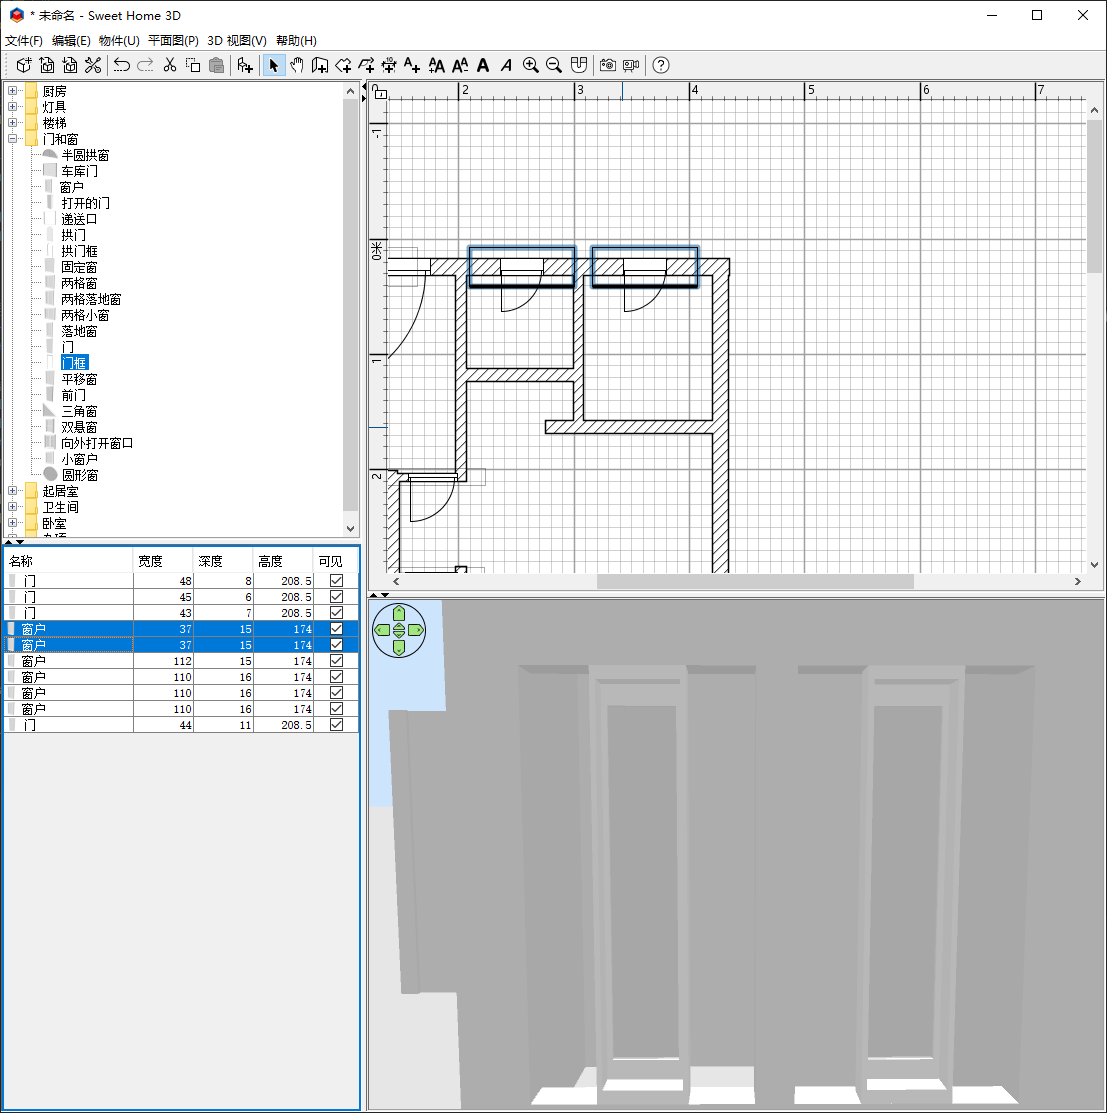 * 未命名 - Sweet Home 3D
文件(F) 编辑(E) 物件(U) 平面图(P) 3D 视图(V) 帮助(H)
厨房
灯具
楼梯
门和窗
半圆拱窗
车库门
窗户
打开的门
递送口
拱门
拱门框
固定窗
两格窗
两格落地窗
两格小窗
落地窗
门
门框
平移窗
前门
三角窗
双悬窗
向外打开窗口
小窗户
圆形窗
起居室
卫生间
卧室
2 3 4 5 6 7
-1
0米
1
2
名称 宽度 深度 高度 可见
门 48 8 208.5
门 45 6 208.5
门 43 7 208.5
窗户 37 15 174
窗户 37 15 174
窗户 112 15 174
窗户 110 16 174
窗户 110 16 174
窗户 110 16 174
门 44 11 208.5